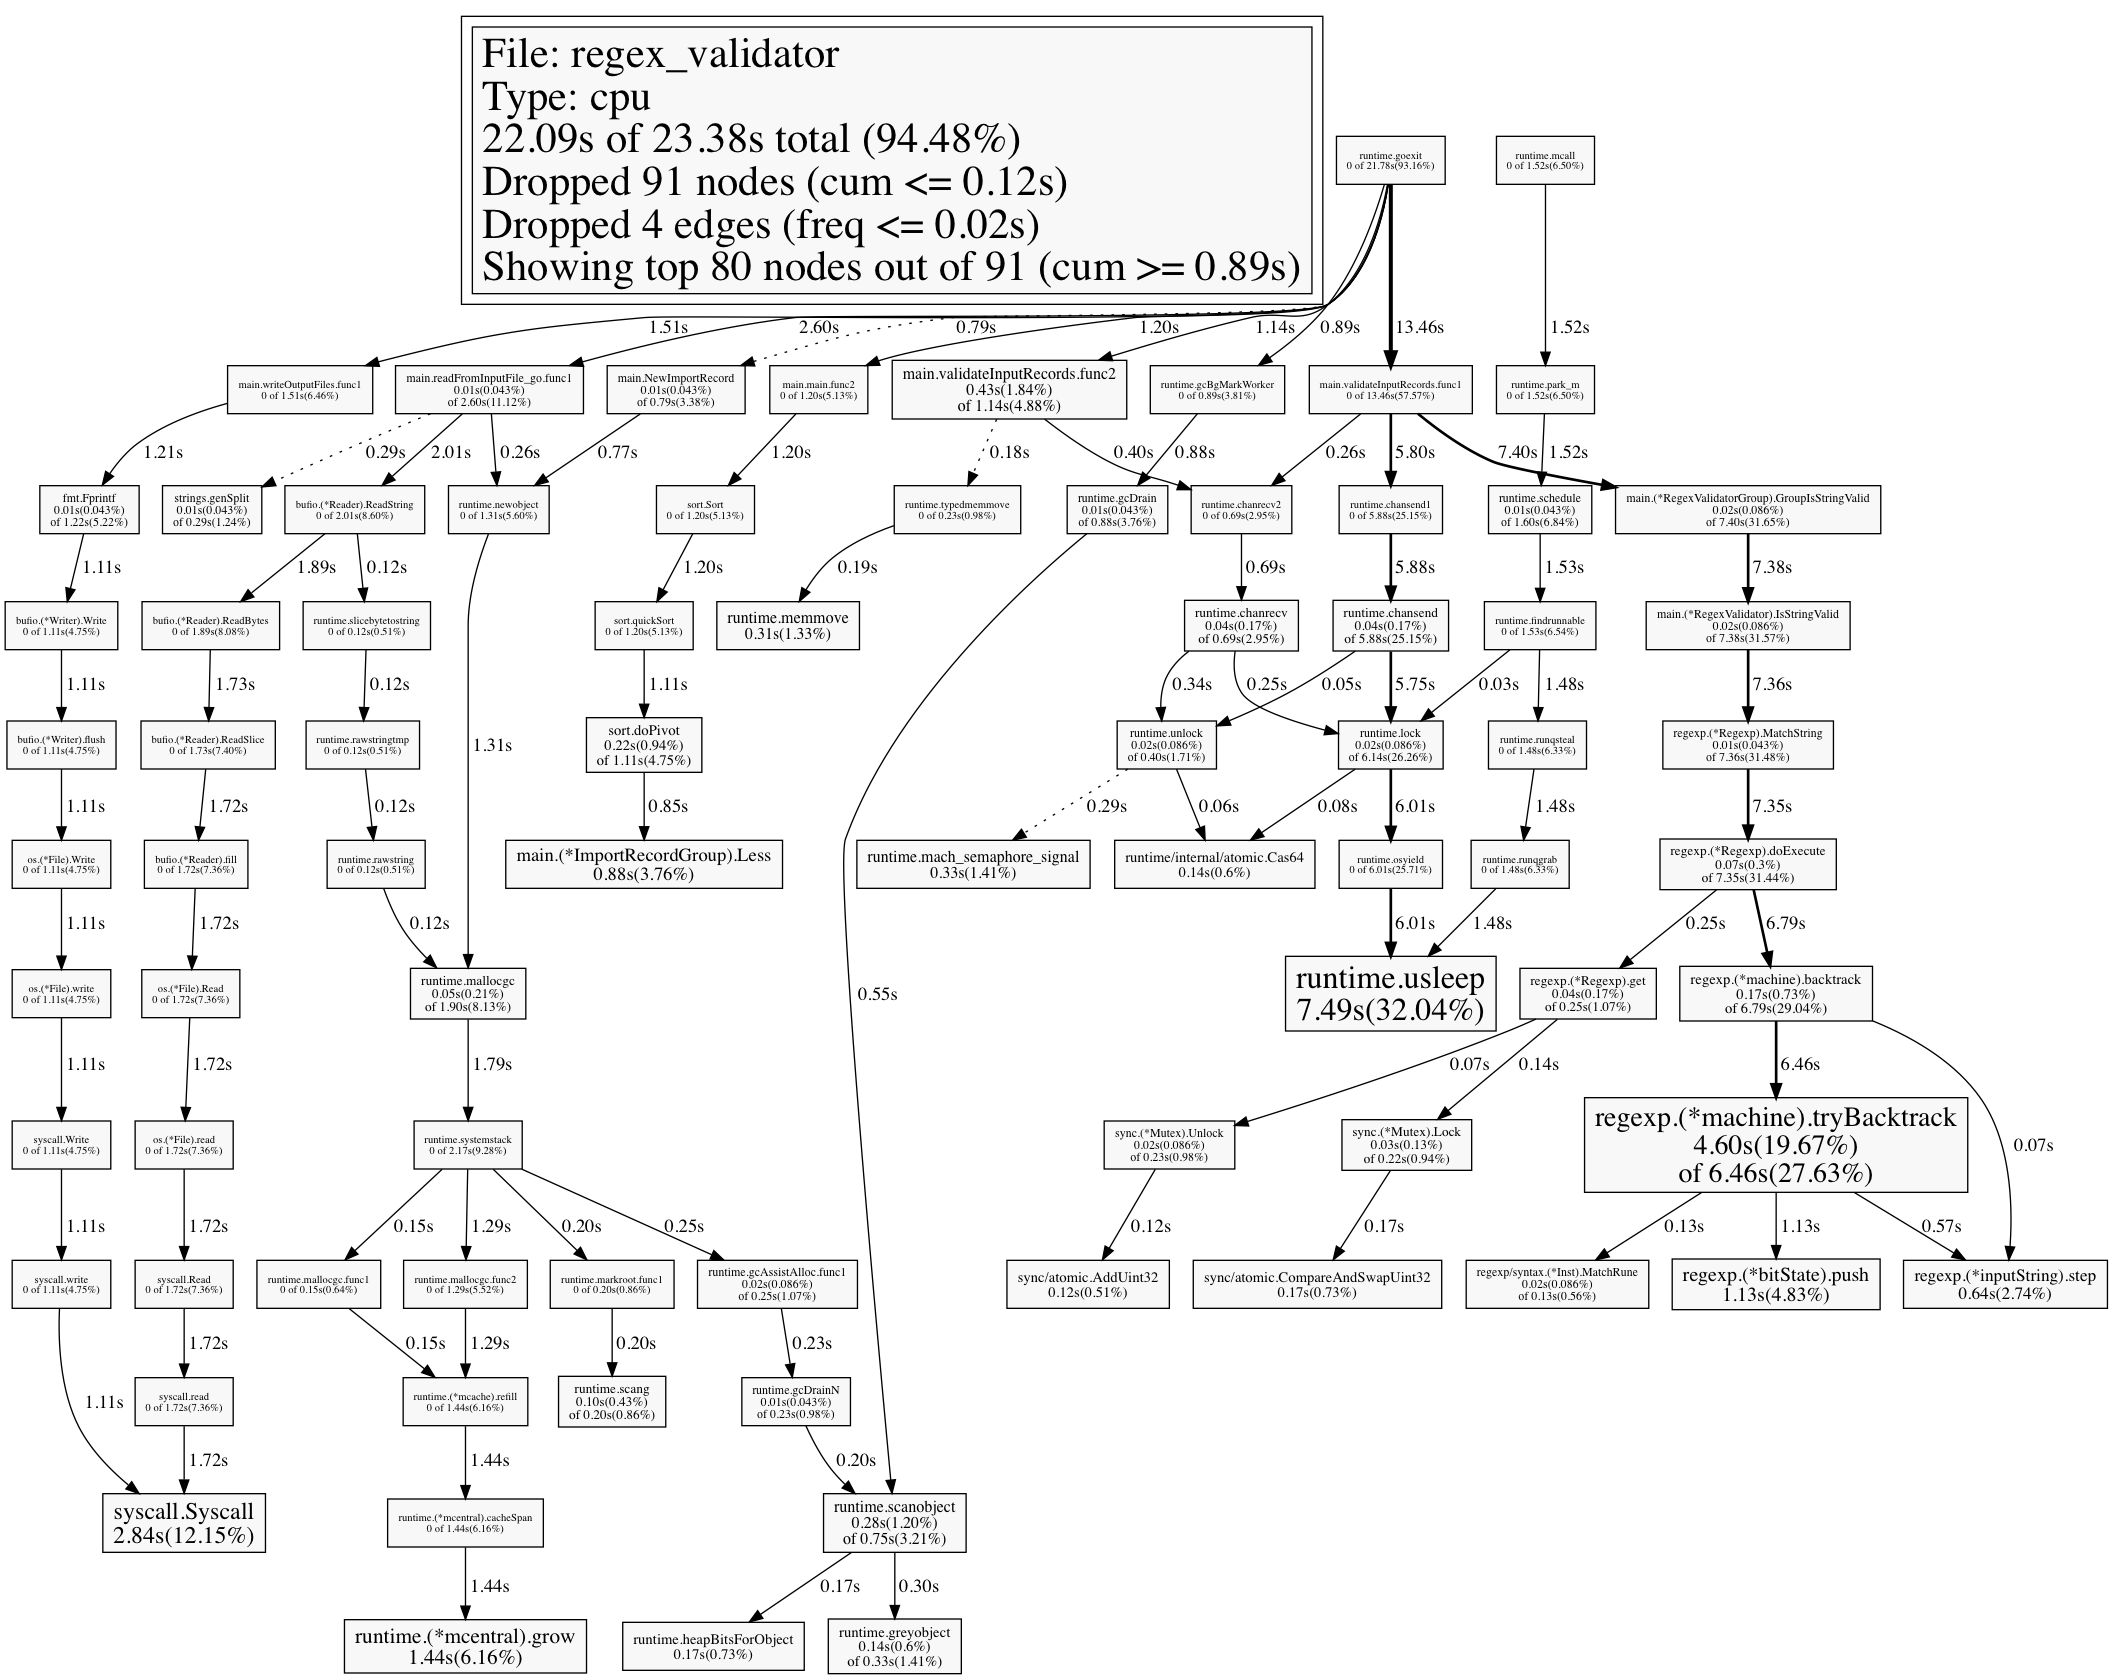 File: regex_validator
Type: cpu
22.09s of 23.38s total (94.48%)
Dropped 91 nodes (cum <= 0.12s)
Dropped 4 edges (freq <= 0.02s)
Showing top 80 nodes out of 91 (cum >= 0.89s)
runtime.goexit
0 of 21.78s(93.16%)
runtime.mcall
0 of 1.52s(6.50%)
1.51s
2.60s
0.79s
1.20s
1.14s
0.89s
13.46s
1.52s
main.writeOutputFiles.func1
0 of 1.51s(6.46%)
main.readFromInputFile_go.func1
0.01s(0.043%)
of 2.60s(11.12%)
main.NewImportRecord
0.01s(0.043%)
of 0.79s(3.38%)
main.main.func2
0 of 1.20s(5.13%)
main.validateInputRecords.func2
0.43s(1.84%)
of 1.14s(4.88%)
runtime.gcBgMarkWorker
0 of 0.89s(3.81%)
main.validateInputRecords.func1
0 of 13.46s(57.57%)
runtime.park_m
0 of 1.52s(6.50%)
1.21s
0.29s
2.01s
0.26s
0.77s
1.20s
0.18s
0.40s
0.88s
0.26s
5.80s
7.40s
1.52s
fmt.Fprintf
0.01s(0.043%)
of 1.22s(5.22%)
strings.genSplit
0.01s(0.043%)
of 0.29s(1.24%)
bufio.(*Reader).ReadString
0 of 2.01s(8.60%)
runtime.newobject
0 of 1.31s(5.60%)
sort.Sort
0 of 1.20s(5.13%)
runtime.typedmemmove
0 of 0.23s(0.98%)
runtime.gcDrain
0.01s(0.043%)
of 0.88s(3.76%)
runtime.chanrecv2
0 of 0.69s(2.95%)
runtime.chansend1
0 of 5.88s(25.15%)
runtime.schedule
0.01s(0.043%)
of 1.60s(6.84%)
main.(*RegexValidatorGroup).GroupIsStringValid
0.02s(0.086%)
of 7.40s(31.65%)
1.11s
1.89s
0.12s
1.20s
0.19s
0.69s
5.88s
1.53s
7.38s
bufio.(*Writer).Write
0 of 1.11s(4.75%)
bufio.(*Reader).ReadBytes
0 of 1.89s(8.08%)
runtime.slicebytetostring
0 of 0.12s(0.51%)
sort.quickSort
0 of 1.20s(5.13%)
runtime.memmove
0.31s(1.33%)
runtime.chanrecv
0.04s(0.17%)
of 0.69s(2.95%)
runtime.chansend
0.04s(0.17%)
of 5.88s(25.15%)
runtime.findrunnable
0 of 1.53s(6.54%)
main.(*RegexValidator).IsStringValid
0.02s(0.086%)
of 7.38s(31.57%)
1.11s
1.73s
0.12s
1.11s
0.34s
0.25s
0.05s
5.75s
0.03s
1.48s
7.36s
bufio.(*Writer).flush
0 of 1.11s(4.75%)
bufio.(*Reader).ReadSlice
0 of 1.73s(7.40%)
runtime.rawstringtmp
0 of 0.12s(0.51%)
1.31s
sort.doPivot
0.22s(0.94%)
of 1.11s(4.75%)
runtime.unlock
0.02s(0.086%)
of 0.40s(1.71%)
runtime.lock
0.02s(0.086%)
of 6.14s(26.26%)
runtime.runqsteal
0 of 1.48s(6.33%)
regexp.(*Regexp).MatchString
0.01s(0.043%)
of 7.36s(31.48%)
1.11s
1.72s
0.12s
0.85s
0.29s
0.06s
0.08s
6.01s
1.48s
7.35s
os.(*File).Write
0 of 1.11s(4.75%)
bufio.(*Reader).fill
0 of 1.72s(7.36%)
runtime.rawstring
0 of 0.12s(0.51%)
main.(*ImportRecordGroup).Less
0.88s(3.76%)
runtime.mach_semaphore_signal
0.33s(1.41%)
runtime/internal/atomic.Cas64
0.14s(0.6%)
runtime.osyield
0 of 6.01s(25.71%)
runtime.runqgrab
0 of 1.48s(6.33%)
regexp.(*Regexp).doExecute
0.07s(0.3%)
of 7.35s(31.44%)
1.11s
1.72s
0.12s
6.01s
1.48s
0.25s
6.79s
os.(*File).write
0 of 1.11s(4.75%)
os.(*File).Read
0 of 1.72s(7.36%)
runtime.mallocgc
0.05s(0.21%)
of 1.90s(8.13%)
0.55s
runtime.usleep
7.49s(32.04%)
regexp.(*Regexp).get
0.04s(0.17%)
of 0.25s(1.07%)
regexp.(*machine).backtrack
0.17s(0.73%)
of 6.79s(29.04%)
1.11s
1.72s
1.79s
0.07s
0.14s
6.46s
syscall.Write
0 of 1.11s(4.75%)
os.(*File).read
0 of 1.72s(7.36%)
runtime.systemstack
0 of 2.17s(9.28%)
sync.(*Mutex).Unlock
0.02s(0.086%)
of 0.23s(0.98%)
sync.(*Mutex).Lock
0.03s(0.13%)
of 0.22s(0.94%)
regexp.(*machine).tryBacktrack
4.60s(19.67%)
of 6.46s(27.63%)
0.07s
1.11s
1.72s
0.15s
1.29s
0.20s
0.25s
0.12s
0.17s
0.13s
1.13s
0.57s
syscall.write
0 of 1.11s(4.75%)
syscall.Read
0 of 1.72s(7.36%)
runtime.mallocgc.func1
0 of 0.15s(0.64%)
runtime.mallocgc.func2
0 of 1.29s(5.52%)
runtime.markroot.func1
0 of 0.20s(0.86%)
runtime.gcAssistAlloc.func1
0.02s(0.086%)
of 0.25s(1.07%)
sync/atomic.AddUint32
0.12s(0.51%)
sync/atomic.CompareAndSwapUint32
0.17s(0.73%)
regexp/syntax.(*Inst).MatchRune
0.02s(0.086%)
of 0.13s(0.56%)
regexp.(*bitState).push
1.13s(4.83%)
regexp.(*inputString).step
0.64s(2.74%)
1.72s
0.15s
1.29s
0.20s
0.23s
1.11s
syscall.read
0 of 1.72s(7.36%)
runtime.(*mcache).refill
0 of 1.44s(6.16%)
runtime.scang
0.10s(0.43%)
of 0.20s(0.86%)
runtime.gcDrainN
0.01s(0.043%)
of 0.23s(0.98%)
1.72s
1.44s
0.20s
syscall.Syscall
2.84s(12.15%)
runtime.(*mcentral).cacheSpan
0 of 1.44s(6.16%)
runtime.scanobject
0.28s(1.20%)
of 0.75s(3.21%)
1.44s
0.17s
0.30s
runtime.(*mcentral).grow
1.44s(6.16%)
runtime.heapBitsForObject
0.17s(0.73%)
runtime.greyobject
0.14s(0.6%)
of 0.33s(1.41%)